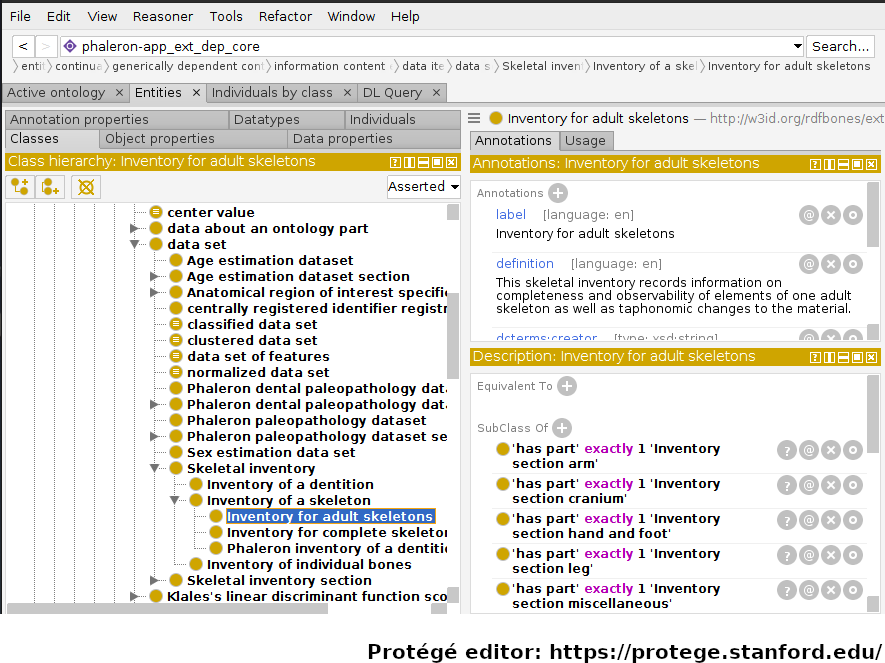 File Edit View Reasoner Tools Refactor Window Help
< > phaleron-app_ext_dep_core Search...
entit continua generically dependent cont information content data ite data s Skeletal inven Inventory of a skel Inventory for adult skeletons
Active ontology × Entities × Individuals by class × DL Query ×
Annotation properties Datatypes Individuals
Classes Object properties Data properties
Class hierarchy: Inventory for adult skeletons
Asserted
center value
data about an ontology part
data set
Age estimation dataset
Age estimation dataset section
Anatomical region of interest specific
centrally registered identifier registr
classified data set
clustered data set
data set of features
normalized data set
Phaleron dental paleopathology data
Phaleron dental paleopathology data
Phaleron paleopathology dataset
Phaleron paleopathology dataset se
Sex estimation data set
Skeletal inventory
Inventory of a dentition
Inventory of a skeleton
Inventory for adult skeletons
Inventory for complete skeleton
Phaleron inventory of a dentitio
Inventory of individual bones
Skeletal inventory section
Klales's linear discriminant function sco
Inventory for adult skeletons — http://w3id.org/rdfbones/ext
Annotations Usage
Annotations: Inventory for adult skeletons
Annotations
label [language: en]
Inventory for adult skeletons
definition [language: en]
This skeletal inventory records information on
completeness and observability of elements of one adult
skeleton as well as taphonomic changes to the material.
dcterms:creator [type: xsd:string]
Description: Inventory for adult skeletons
Equivalent To
SubClass Of
'has part' exactly 1 'Inventory
section arm'
'has part' exactly 1 'Inventory
section cranium'
'has part' exactly 1 'Inventory
section hand and foot'
'has part' exactly 1 'Inventory
section leg'
'has part' exactly 1 'Inventory
section miscellaneous'
Protégé editor: https://protege.stanford.edu/